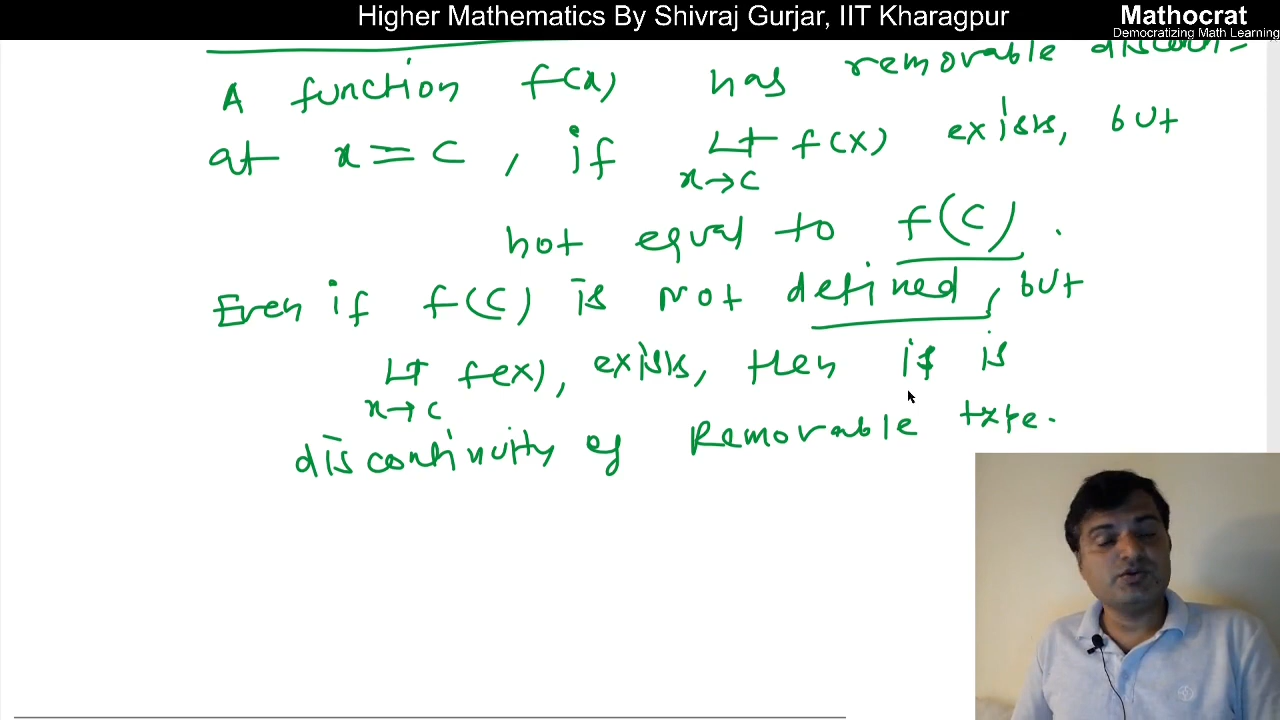 Higher Mathematics By Shivraj Gurjar, IIT Kharagpur
Mathocrat
Democratizing Math Learning
A function f(x) has removable discon-
at x = c, if Lt f(x) exists, but
x→c
not equal to f(c).
Even if f(c) is not defined, but
Lt f(x), exists, then it is
x→c
discontinuity of Removable type.